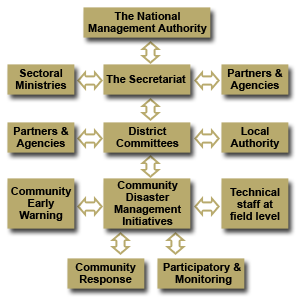 The National
Management Authority
Sectoral
Ministries
The Secretariat
Partners &
Agencies
Partners &
Agencies
District
Committees
Local
Authority
Community
Early
Warning
Community
Disaster
Management
Initiatives
Technical
staff at
field level
Community
Response
Participatory &
Monitoring